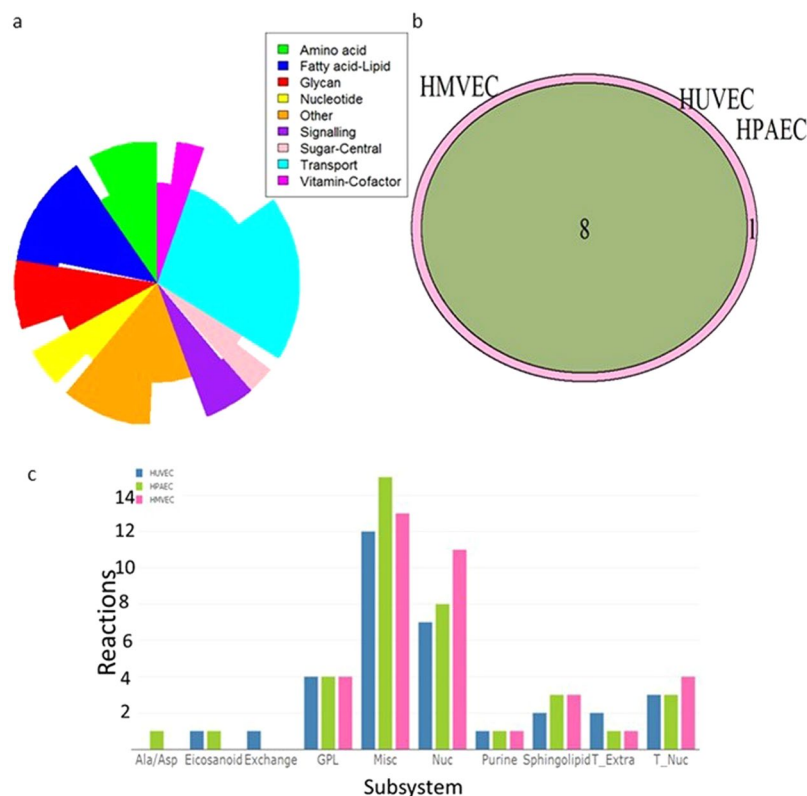 a
Amino acid
Fatty acid-Lipid
Glycan
Nucleotide
Other
Signalling
Sugar-Central
Transport
Vitamin-Cofactor
b
HMVEC
HUVEC
HPAEC
8
1
c
HUVEC
HPAEC
HMVEC
Reactions
14
12
10
8
6
4
2
Ala/Asp Eicosanoid Exchange GPL Misc Nuc Purine Sphingolipid T_Extra T_Nuc
Subsystem